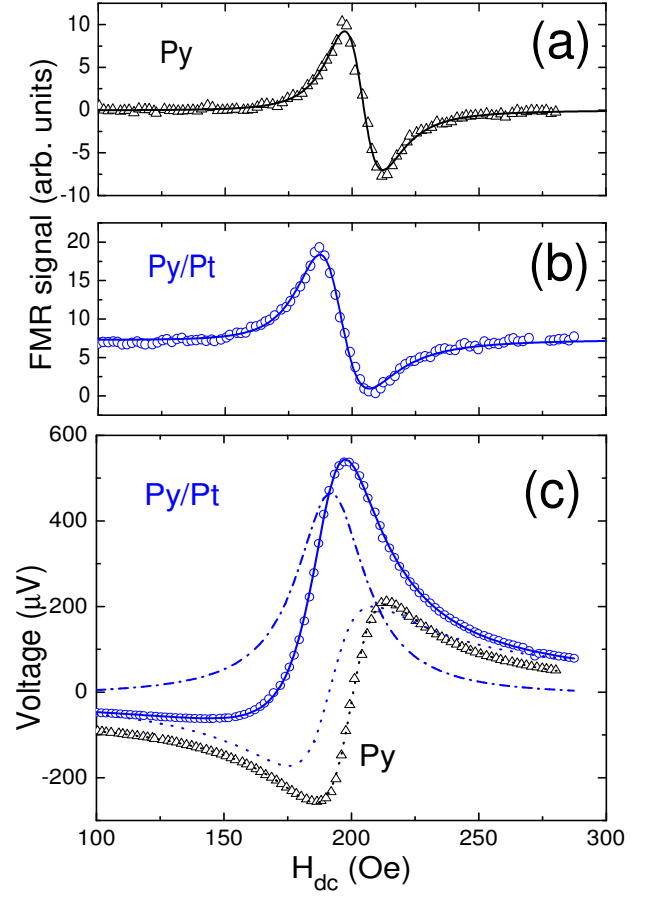 10
5
0
-5
-10
Py
(a)
20
15
10
5
0
Py/Pt
(b)
FMR signal (arb. units)
600
400
200
0
-200
Py/Pt
(c)
Py
Voltage (μV)
100 150 200 250 300
H_dc (Oe)